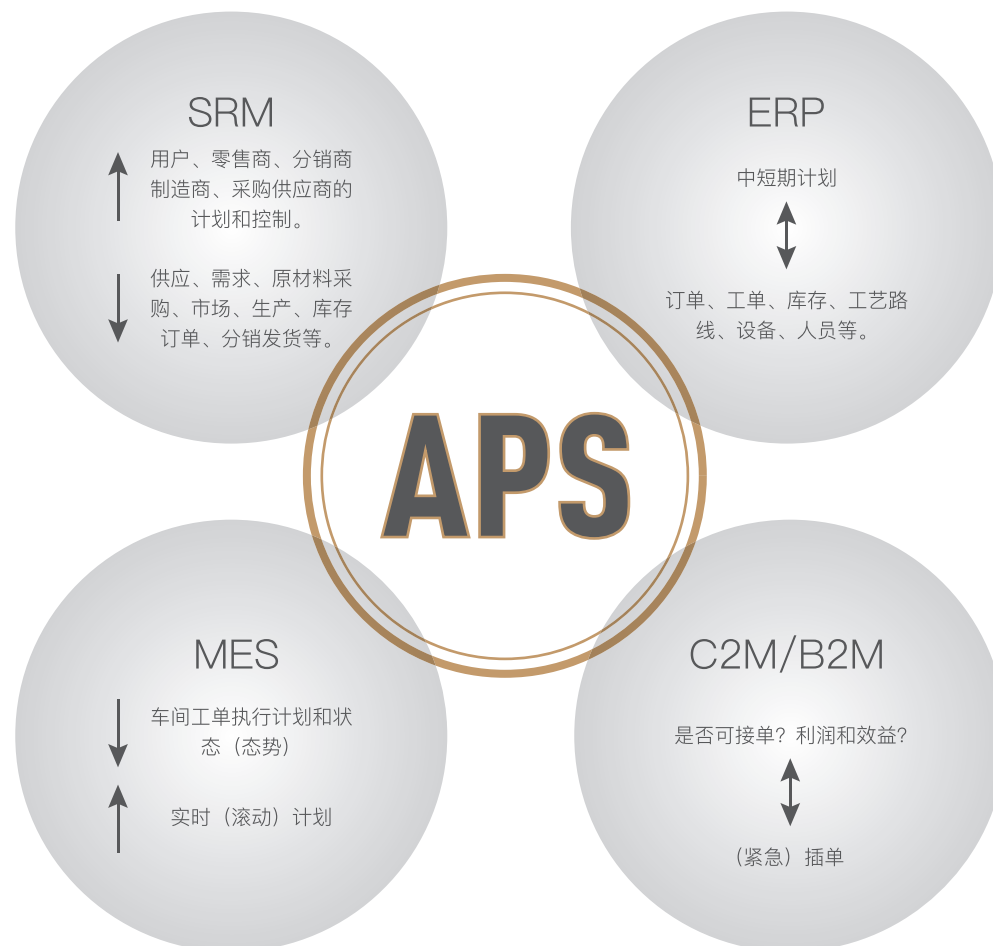 SRM
用户、零售商、分销商
制造商、采购供应商的
计划和控制。
供应、需求、原材料采
购、市场、生产、库存
订单、分销发货等。
ERP
中短期计划
订单、工单、库存、工艺路
线、设备、人员等。
APS
MES
车间工单执行计划和状
态（态势）
实时（滚动）计划
C2M/B2M
是否可接单？利润和效益？
（紧急）插单